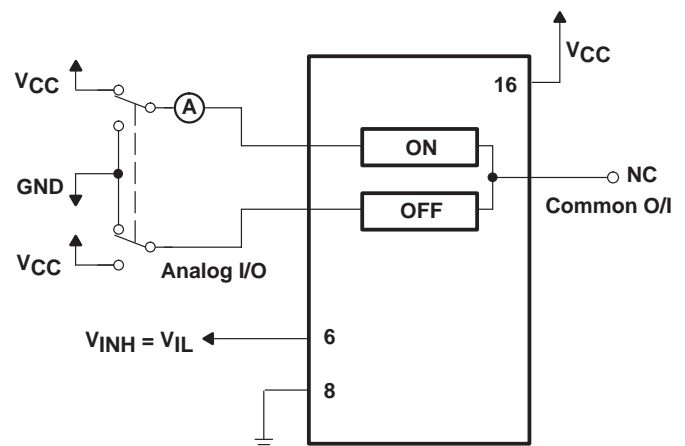 VCC
VCC
16
A
ON
GND
NC
OFF
Common O/I
VCC
Analog I/O
VINH = VIL
6
8